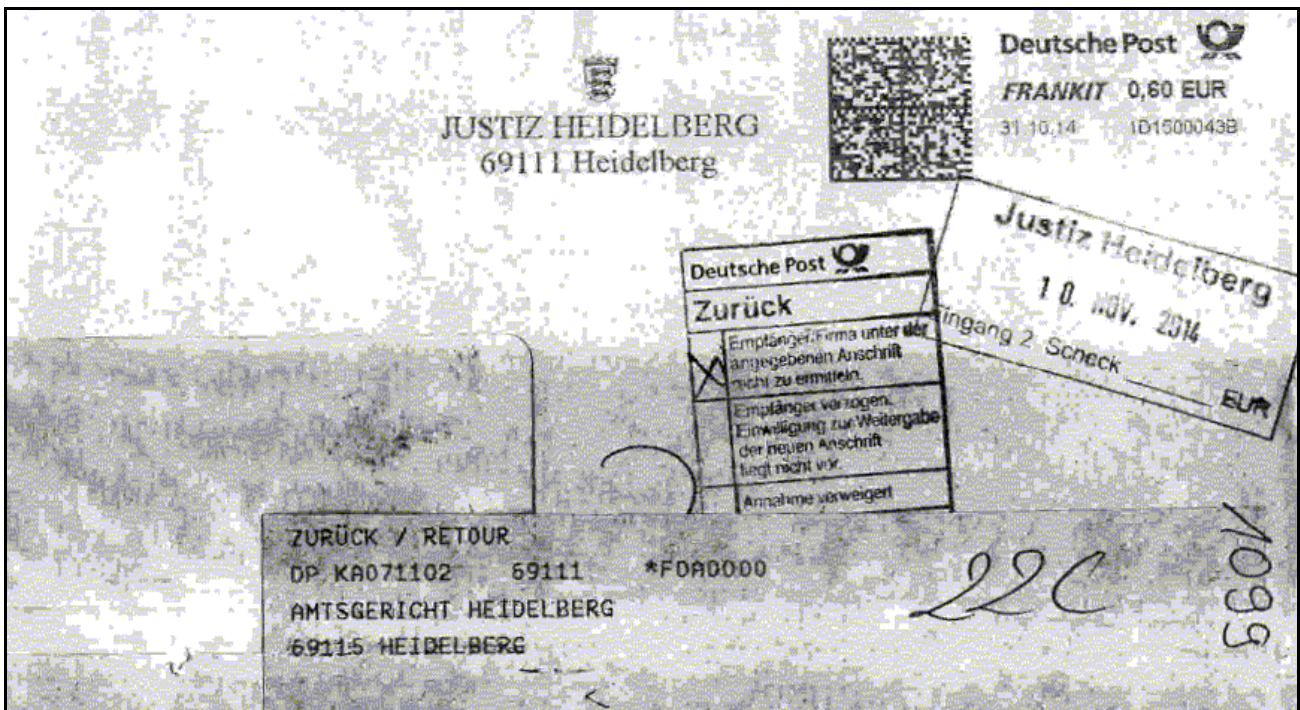 JUSTIZ HEIDELBERG
69111 Heidelberg
Deutsche Post
FRANKIT 0,60 EUR
31.10.14 1D1500043B
Justiz Heidelberg
10. NOV. 2014
Eingang 2 Scheck
EUR
Deutsche Post
Zurück
Empfänger/Firma unter der
angegebenen Anschrift
nicht zu ermitteln.
Empfänger verzogen.
Einwilligung zur Weitergabe
der neuen Anschrift
liegt nicht vor.
Annahme verweigert
ZURÜCK / RETOUR
DP KA071102 69111 *FDA0000
AMTSGERICHT HEIDELBERG
69115 HEIDELBERG
22C
1099